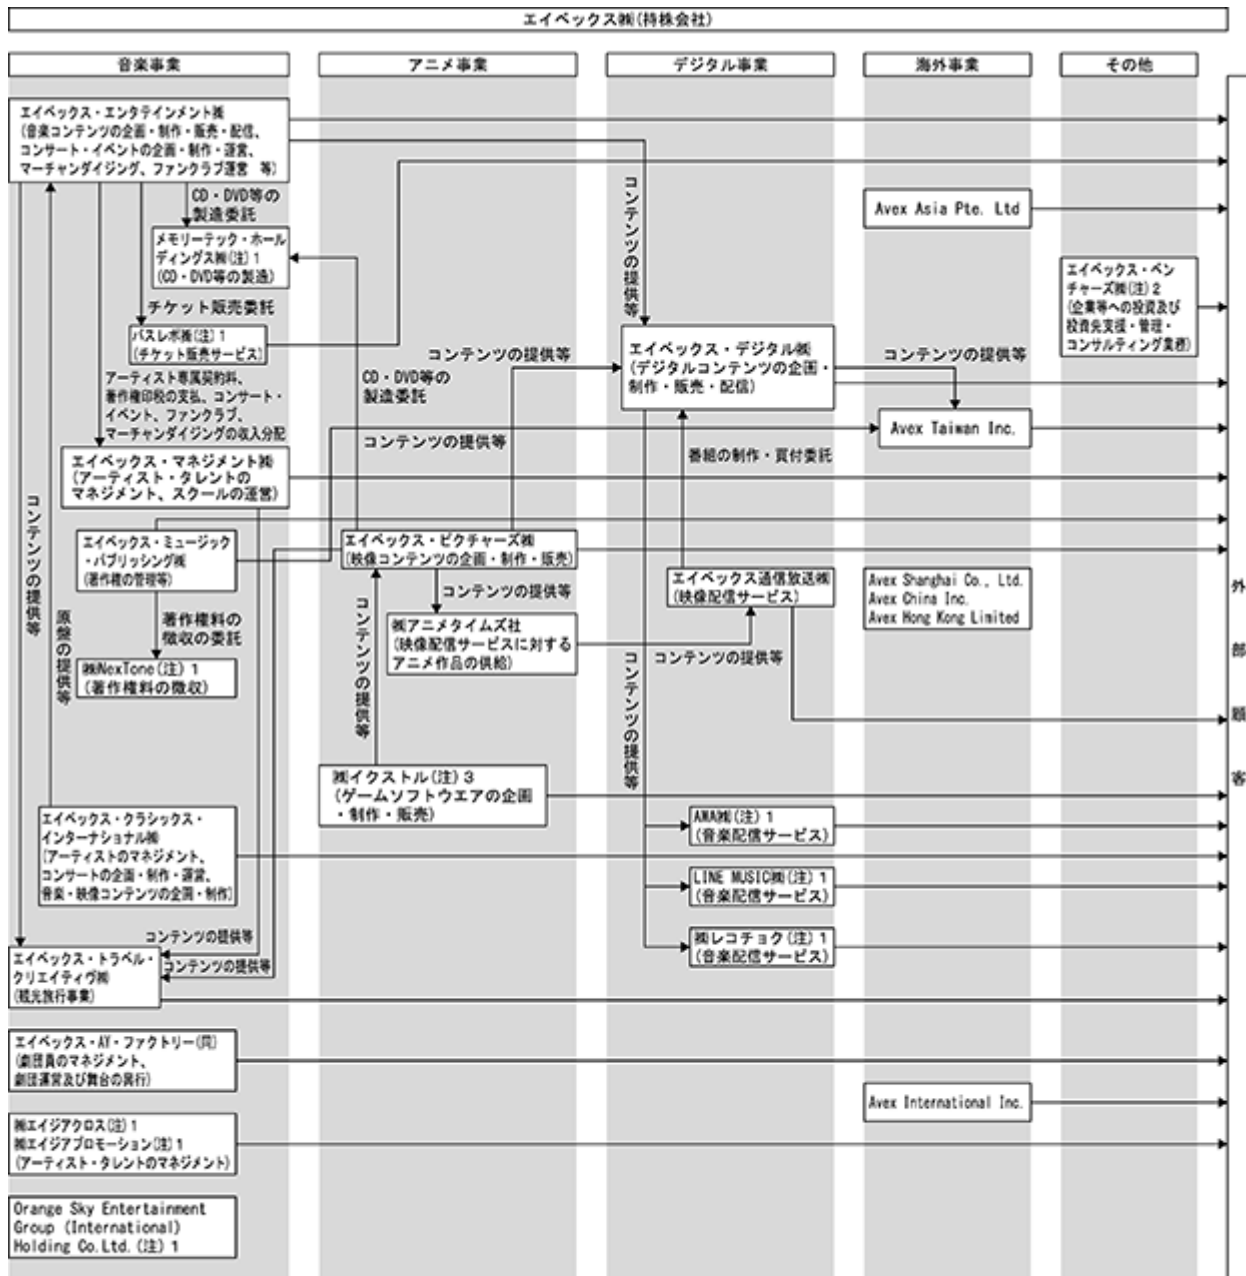 エイベックス㈱(持株会社)
音楽事業
アニメ事業
デジタル事業
海外事業
その他
エイベックス・エンタテインメント㈱
(音楽コンテンツの企画・制作・販売・配信、
コンサート・イベントの企画・制作・運営、
マーチャンダイジング、ファンクラブ運営 等)
CD・DVD等の
製造委託
メモリーテック・ホール
ディングス㈱(注)1
(CD・DVD等の製造)
チケット販売委託
パスレボ㈱(注)1
(チケット販売サービス)
アーティスト専属契約料、
著作権印税の支払、コンサート・
イベント、ファンクラブ、
マーチャンダイジングの収入分配
エイベックス・マネジメント㈱
(アーティスト・タレントの
マネジメント、スクールの運営)
コンテンツの提供等
エイベックス・ミュージック
・パブリッシング㈱
(著作権の管理等)
原盤の提供等
著作権料の
徴収の委託
㈱NexTone(注)1
(著作権料の徴収)
エイベックス・クラシックス・
インターナショナル㈱
(アーティストのマネジメント、
コンサートの企画・制作・運営、
音楽・映像コンテンツの企画・制作)
コンテンツの提供等
コンテンツの提供等
エイベックス・トラベル・
クリエイティヴ㈱
(観光旅行事業)
エイベックス・AY・ファクトリー(同)
(劇団員のマネジメント、
劇団運営及び舞台の興行)
㈱エイジアクロス(注)1
㈱エイジアプロモーション(注)1
(アーティスト・タレントのマネジメント)
Orange Sky Entertainment
Group (International)
Holding Co.Ltd.(注)1
CD・DVD等の
製造委託
コンテンツの提供等
コンテンツの提供等
エイベックス・ピクチャーズ㈱
(映像コンテンツの企画・制作・販売)
コンテンツの提供等
㈱アニメタイムズ社
(映像配信サービスに対する
アニメ作品の供給)
コンテンツの提供等
㈱イクストル(注)3
(ゲームソフトウエアの企画
・制作・販売)
コンテンツの提供等
エイベックス・デジタル㈱
(デジタルコンテンツの企画・
制作・販売・配信)
番組の制作・買付委託
エイベックス通信放送㈱
(映像配信サービス)
コンテンツの提供等
コンテンツの提供等
AWA㈱(注)1
(音楽配信サービス)
LINE MUSIC㈱(注)1
(音楽配信サービス)
㈱レコチョク(注)1
(音楽配信サービス)
Avex Asia Pte. Ltd
コンテンツの提供等
Avex Taiwan Inc.
Avex Shanghai Co., Ltd.
Avex China Inc.
Avex Hong Kong Limited
Avex International Inc.
エイベックス・ベン
チャーズ㈱(注)2
(企業等への投資及び
投資先支援・管理・
コンサルティング業務)
外部顧客